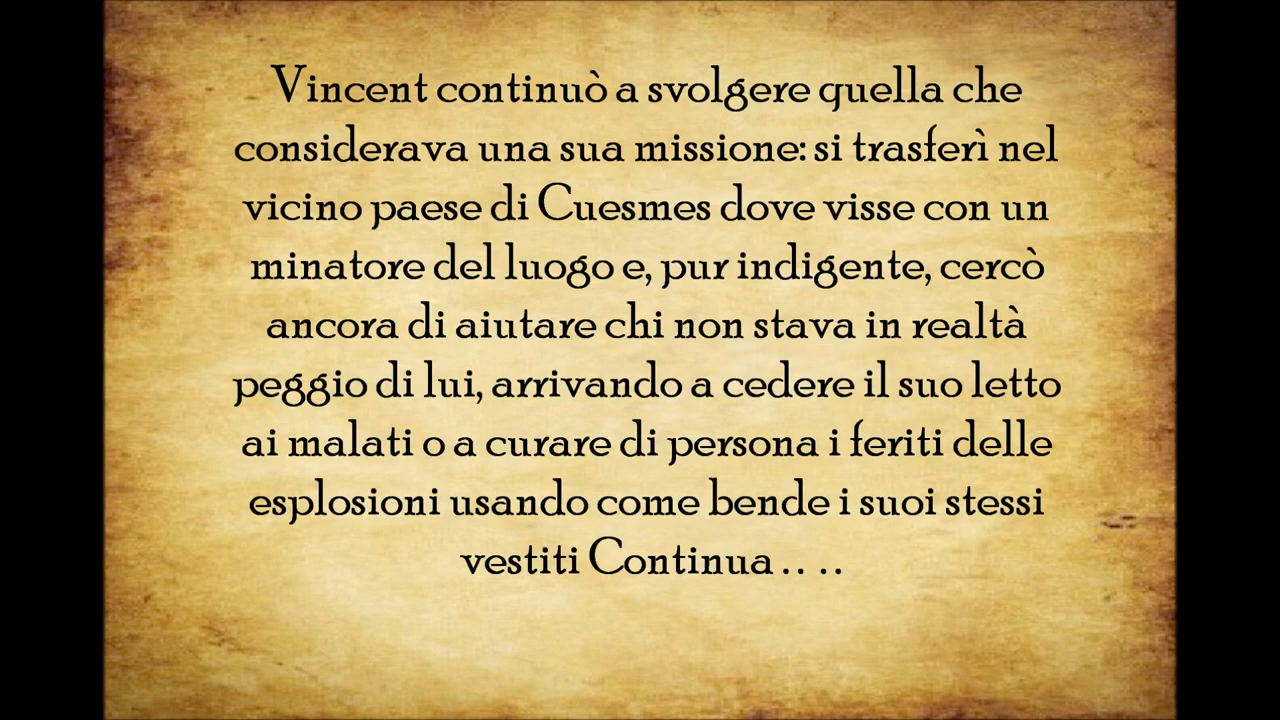 Vincent continuò a svolgere quella che
considerava una sua missione: si trasferì nel
vicino paese di Cuesmes dove visse con un
minatore del luogo e, pur indigente, cercò
ancora di aiutare chi non stava in realtà
peggio di lui, arrivando a cedere il suo letto
ai malati o a curare di persona i feriti delle
esplosioni usando come bende i suoi stessi
vestiti Continua . . . .